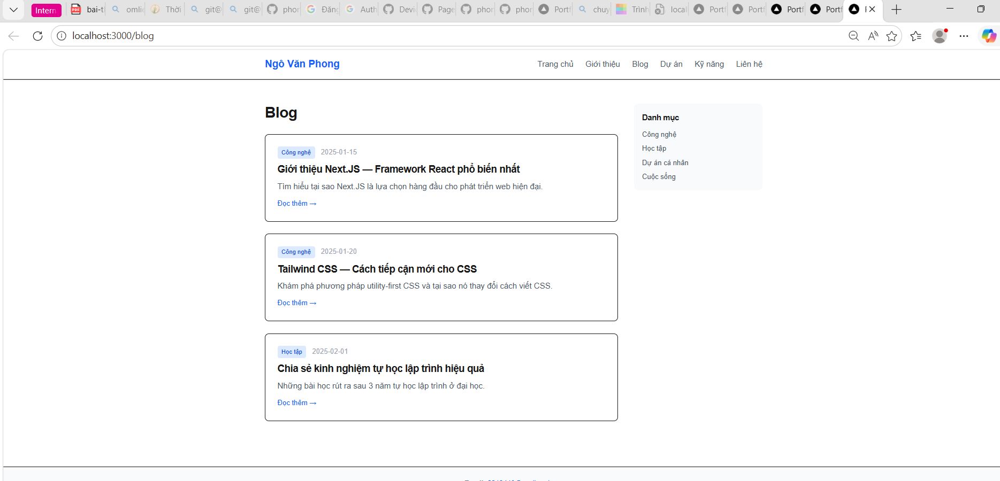 Intern
bai-t
omlie
Thời
git@
git@
phor
Đăng
Auth
Devi
Page
phor
phor
Portf
chuy
Trình
local
Portf
Portf
Portf
Portf
localhost:3000/blog
Ngô Văn Phong
Trang chủ
Giới thiệu
Blog
Dự án
Kỹ năng
Liên hệ
Blog
Công nghệ 2025-01-15
Giới thiệu Next.JS — Framework React phổ biến nhất
Tìm hiểu tại sao Next.JS là lựa chọn hàng đầu cho phát triển web hiện đại.
Đọc thêm →
Công nghệ 2025-01-20
Tailwind CSS — Cách tiếp cận mới cho CSS
Khám phá phương pháp utility-first CSS và tại sao nó thay đổi cách viết CSS.
Đọc thêm →
Học tập 2025-02-01
Chia sẻ kinh nghiệm tự học lập trình hiệu quả
Những bài học rút ra sau 3 năm tự học lập trình ở đại học.
Đọc thêm →
Danh mục
Công nghệ
Học tập
Dự án cá nhân
Cuộc sống